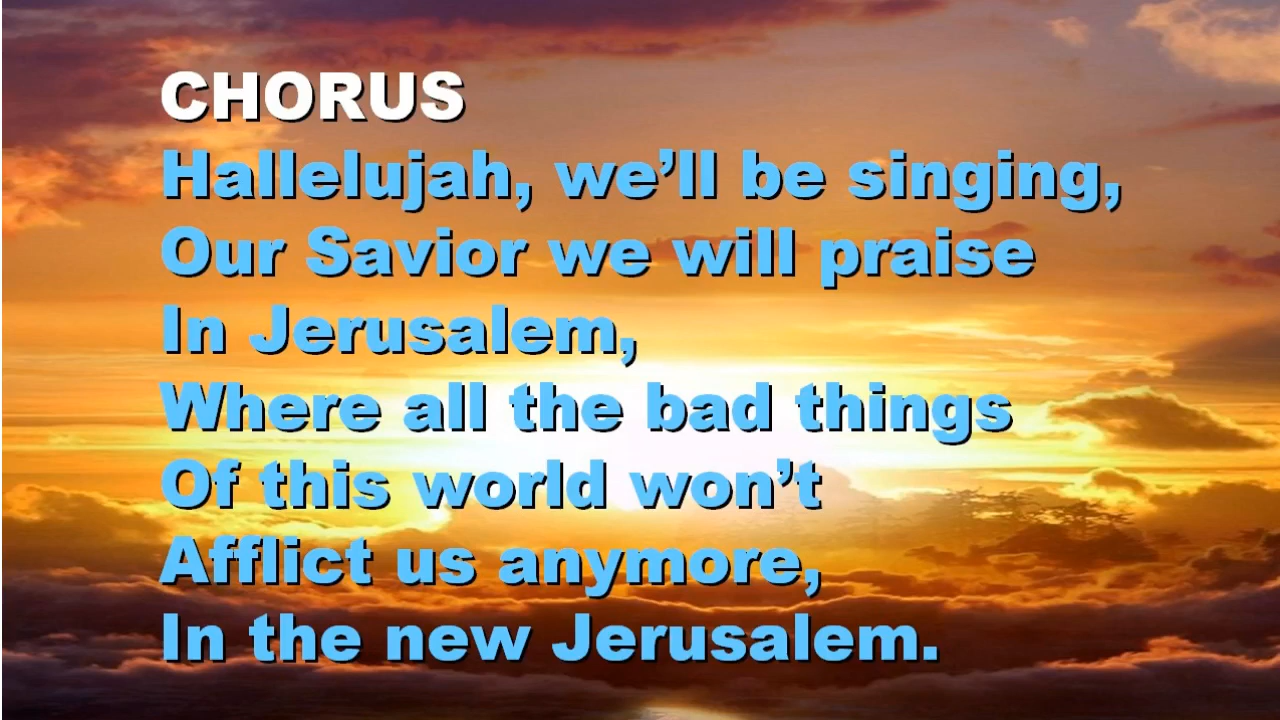 CHORUS
Hallelujah, we’ll be singing,
Our Savior we will praise
In Jerusalem,
Where all the bad things
Of this world won’t
Afflict us anymore,
In the new Jerusalem.